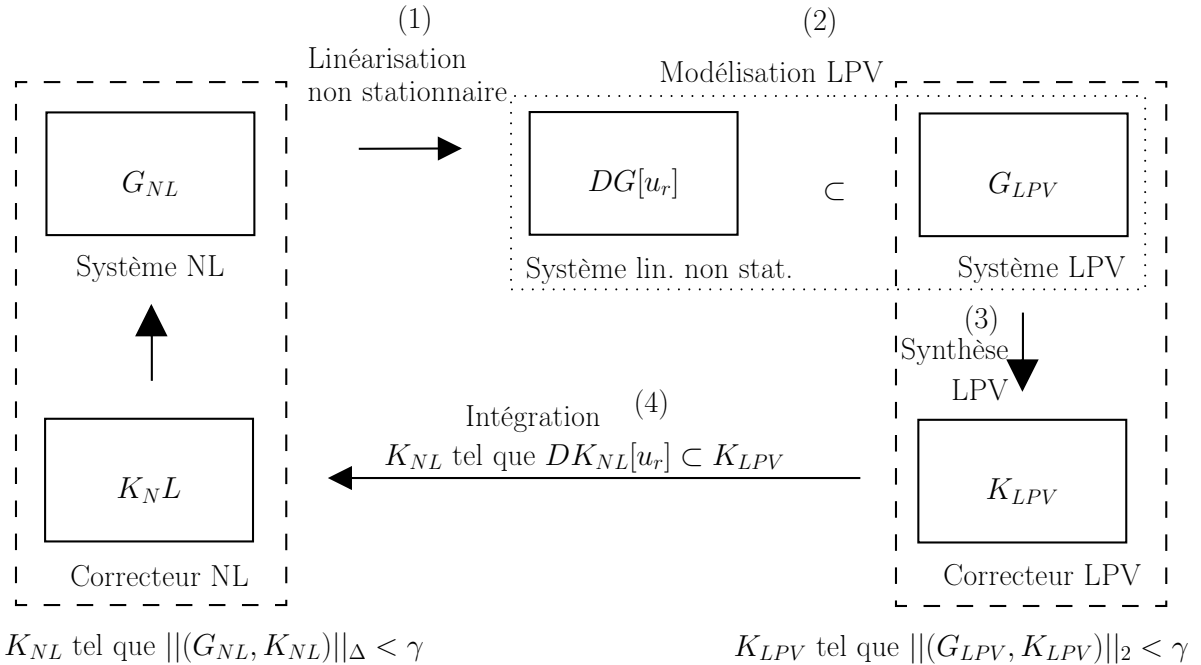 (1)
(2)
Linéarisation
non stationnaire
Modélisation LPV
G_{NL}
DG[u_r]
⊂
G_{LPV}
Système NL
Système lin. non stat.
Système LPV
(3)
Synthèse
LPV
(4)
Intégration
K_{NL} tel que DK_{NL}[u_r] ⊂ K_{LPV}
K_NL
K_{LPV}
Correcteur NL
Correcteur LPV
K_{NL} tel que ||(G_{NL}, K_{NL})||_Δ < γ
K_{LPV} tel que ||(G_{LPV}, K_{LPV})||_2 < γ